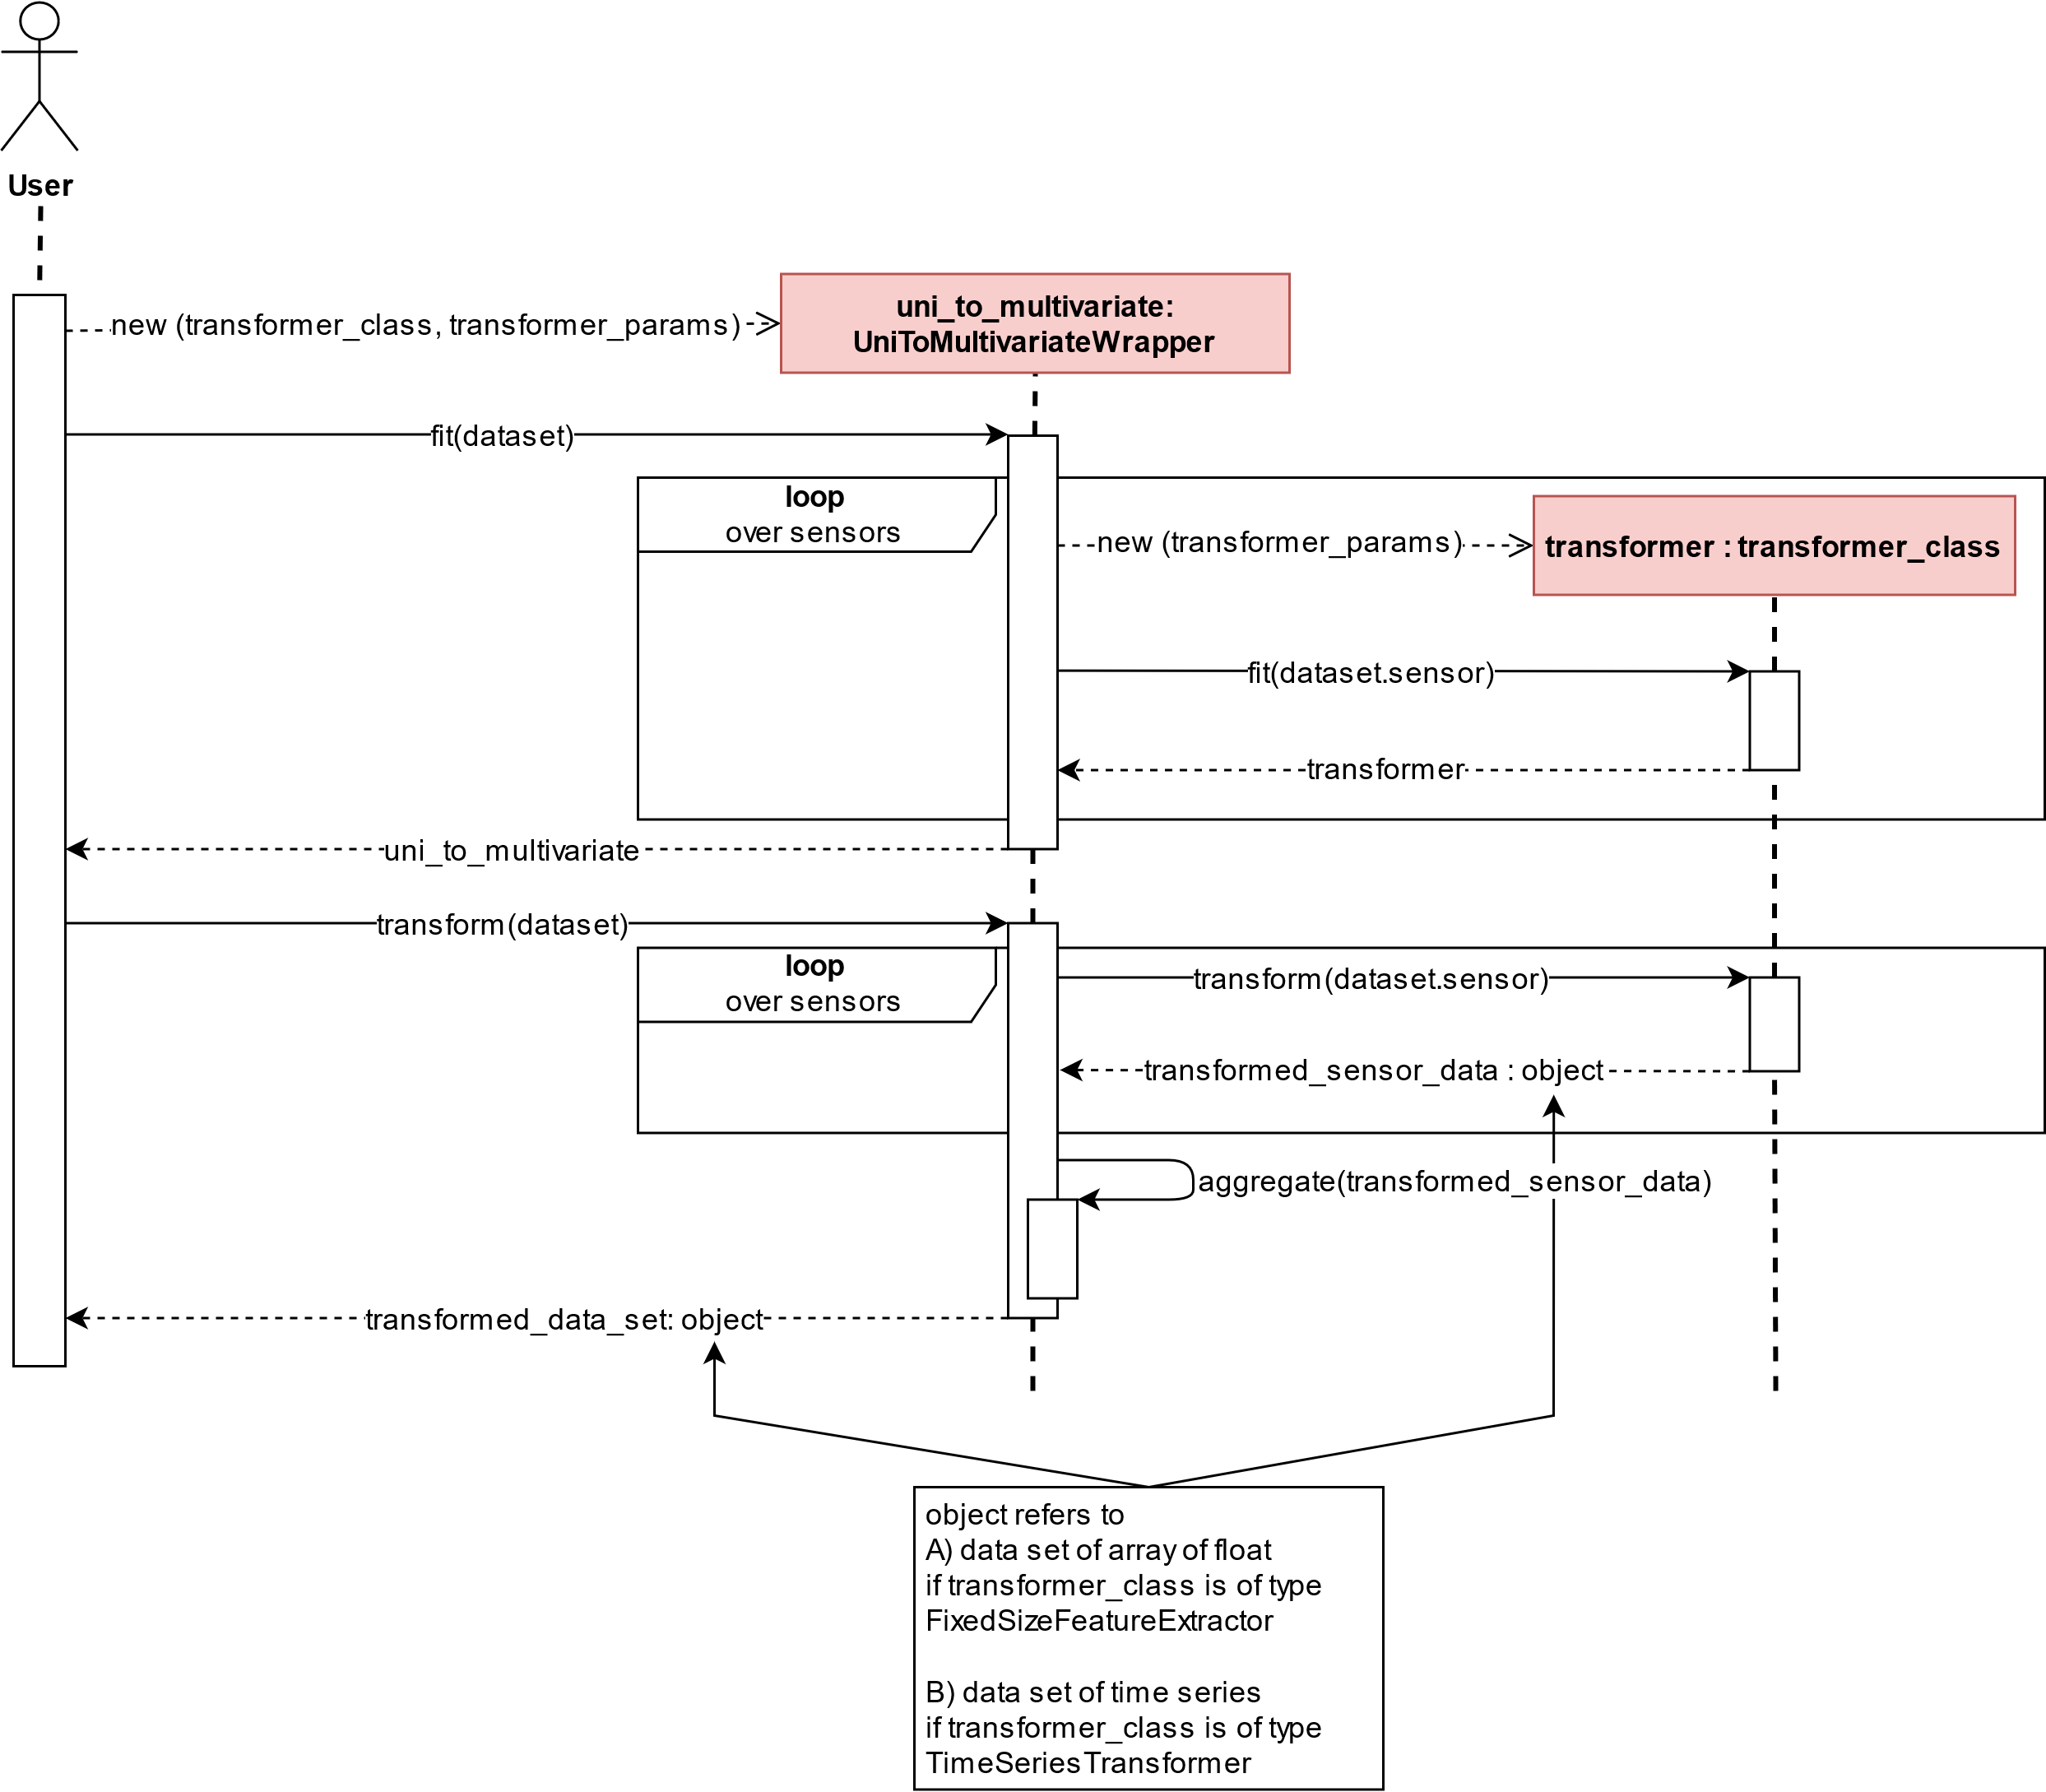 User
new (transformer_class, transformer_params)
uni_to_multivariate:
UniToMultivariateWrapper
fit(dataset)
loop
over sensors
new (transformer_params)
transformer : transformer_class
fit(dataset.sensor)
transformer
uni_to_multivariate
transform(dataset)
loop
over sensors
transform(dataset.sensor)
transformed_sensor_data : object
aggregate(transformed_sensor_data)
transformed_data_set: object
object refers to
A) data set of array of float
if transformer_class is of type
FixedSizeFeatureExtractor
B) data set of time series
if transformer_class is of type
TimeSeriesTransformer